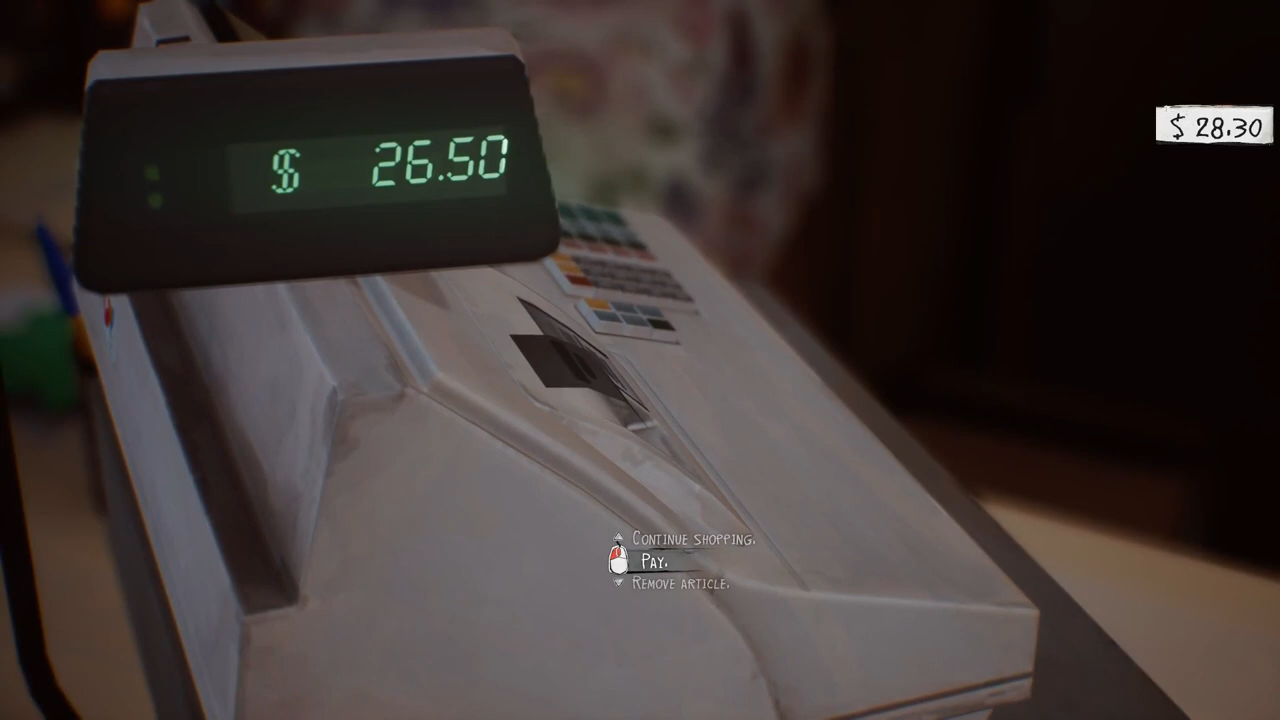 $ 26.50
$ 28.30
CONTINUE SHOPPING.
PAY.
REMOVE ARTICLE.